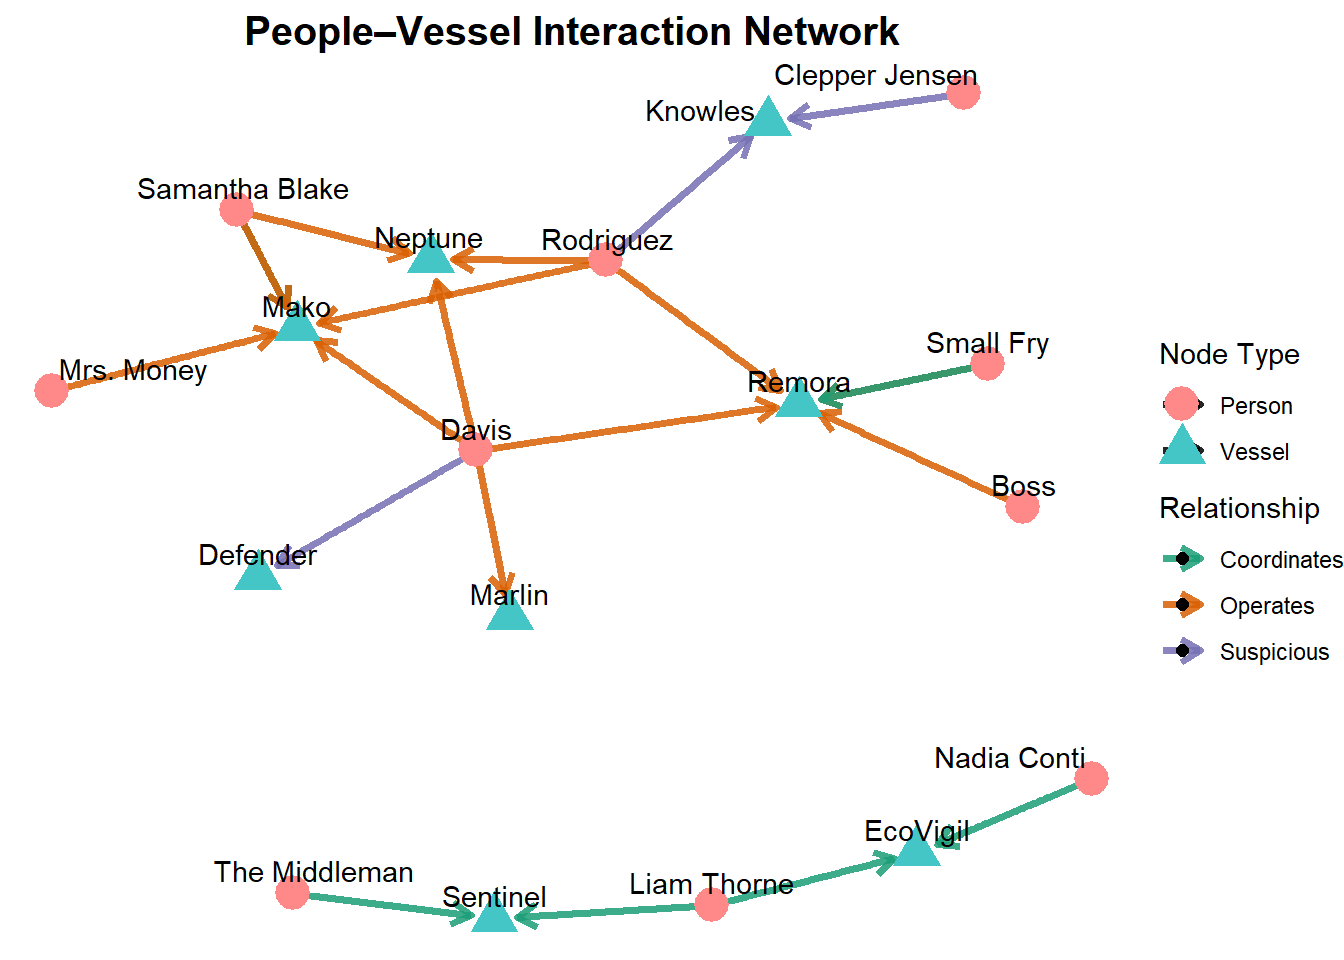 People–Vessel Interaction Network
Clepper Jensen
Knowles
Samantha Blake
Neptune
Rodriguez
Mako
Mrs. Money
Small Fry
Remora
Davis
Boss
Defender
Marlin
Nadia Conti
EcoVigil
The Middleman
Sentinel
Liam Thorne
Node Type
Person
Vessel
Relationship
Coordinates
Operates
Suspicious